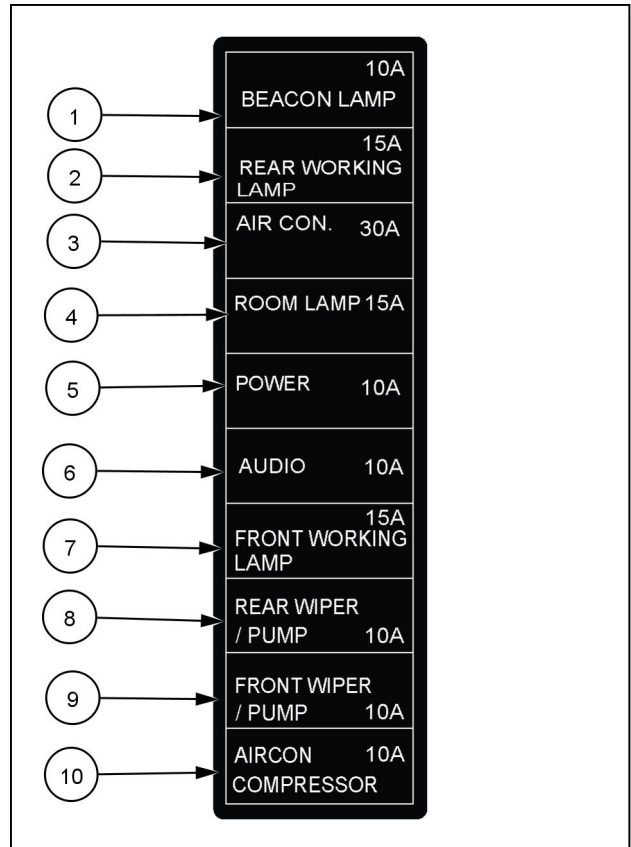 1
10A
BEACON LAMP
2
15A
REAR WORKING
LAMP
3
AIR CON. 30A
4
ROOM LAMP 15A
5
POWER 10A
6
AUDIO 10A
7
15A
FRONT WORKING
LAMP
8
REAR WIPER
/ PUMP 10A
9
FRONT WIPER
/ PUMP 10A
10
AIRCON 10A
COMPRESSOR